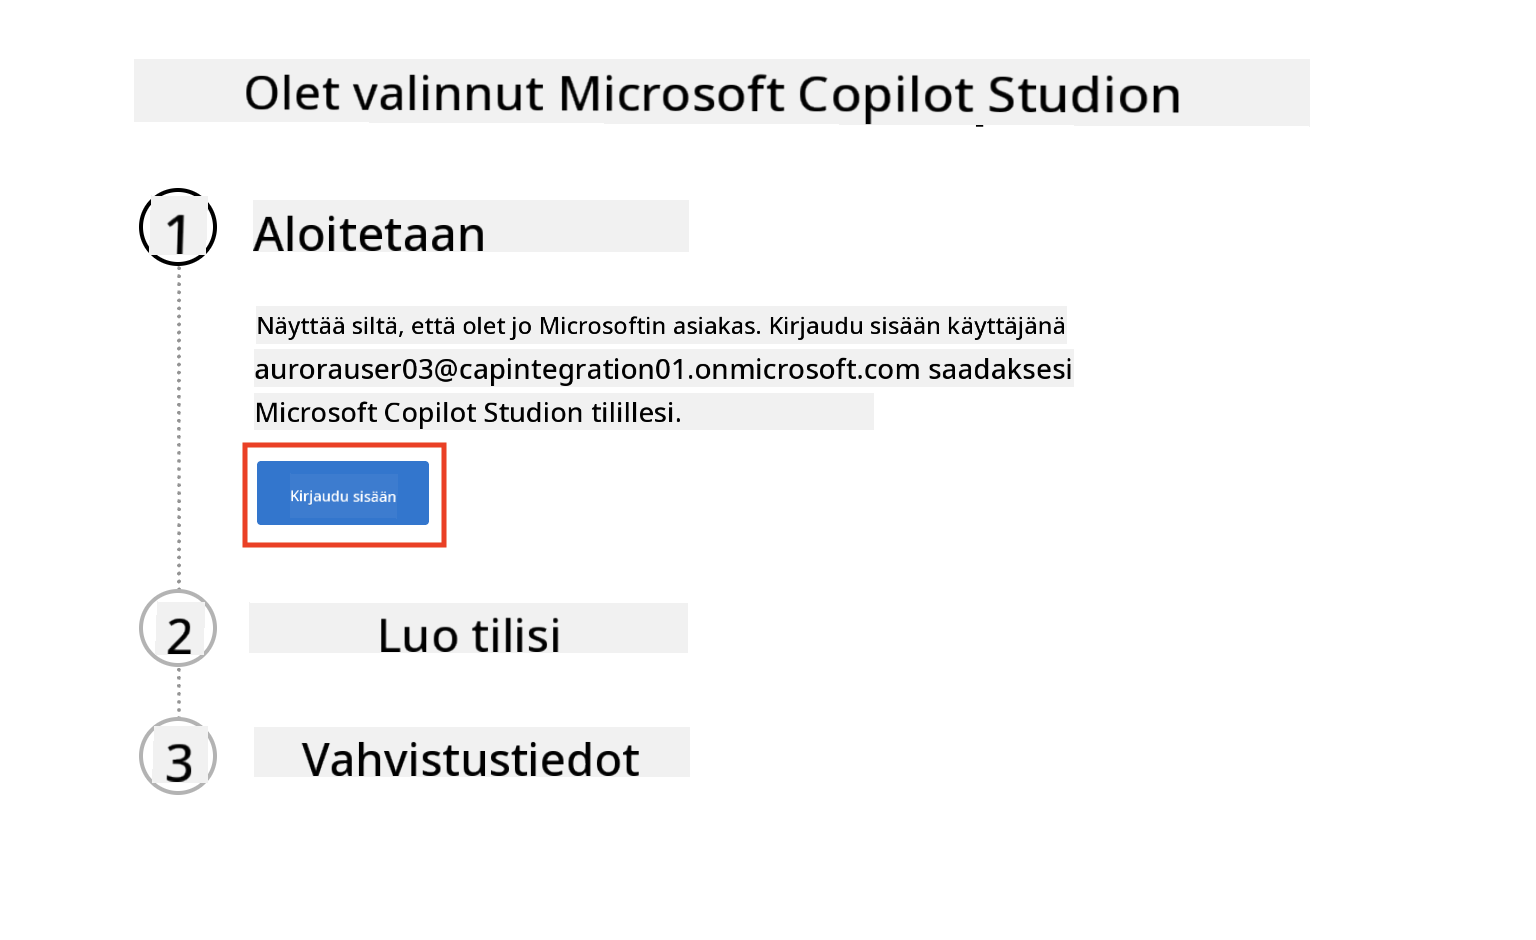 Olet valinnut Microsoft Copilot Studion
1
Aloitetaan
Näyttää siltä, että olet jo Microsoftin asiakas. Kirjaudu sisään käyttäjänä
aurorauser03@capintegration01.onmicrosoft.com saadaksesi
Microsoft Copilot Studion tilillesi.
Kirjaudu sisään
2
Luo tilisi
3
Vahvistustiedot